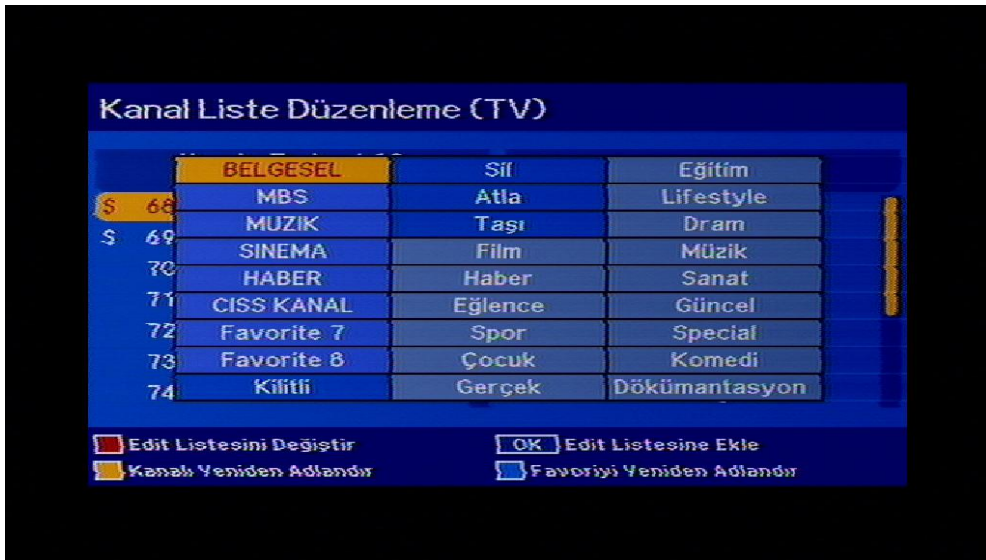 Kanal Liste Düzenleme (TV)
BELGESEL Sil Eğitim
S 68 MBS Atla Lifestyle
MUZIK Taşı Dram
S 69 SINEMA Film Müzik
70 HABER Haber Sanat
71 CISS KANAL Eğlence Güncel
72 Favorite 7 Spor Special
73 Favorite 8 Çocuk Komedi
74 Kilitli Gerçek Dökümantasyon
Edit Listesini Değiştir OK Edit Listesine Ekle
Kanalı Yeniden Adlandır Favoriyi Yeniden Adlandır